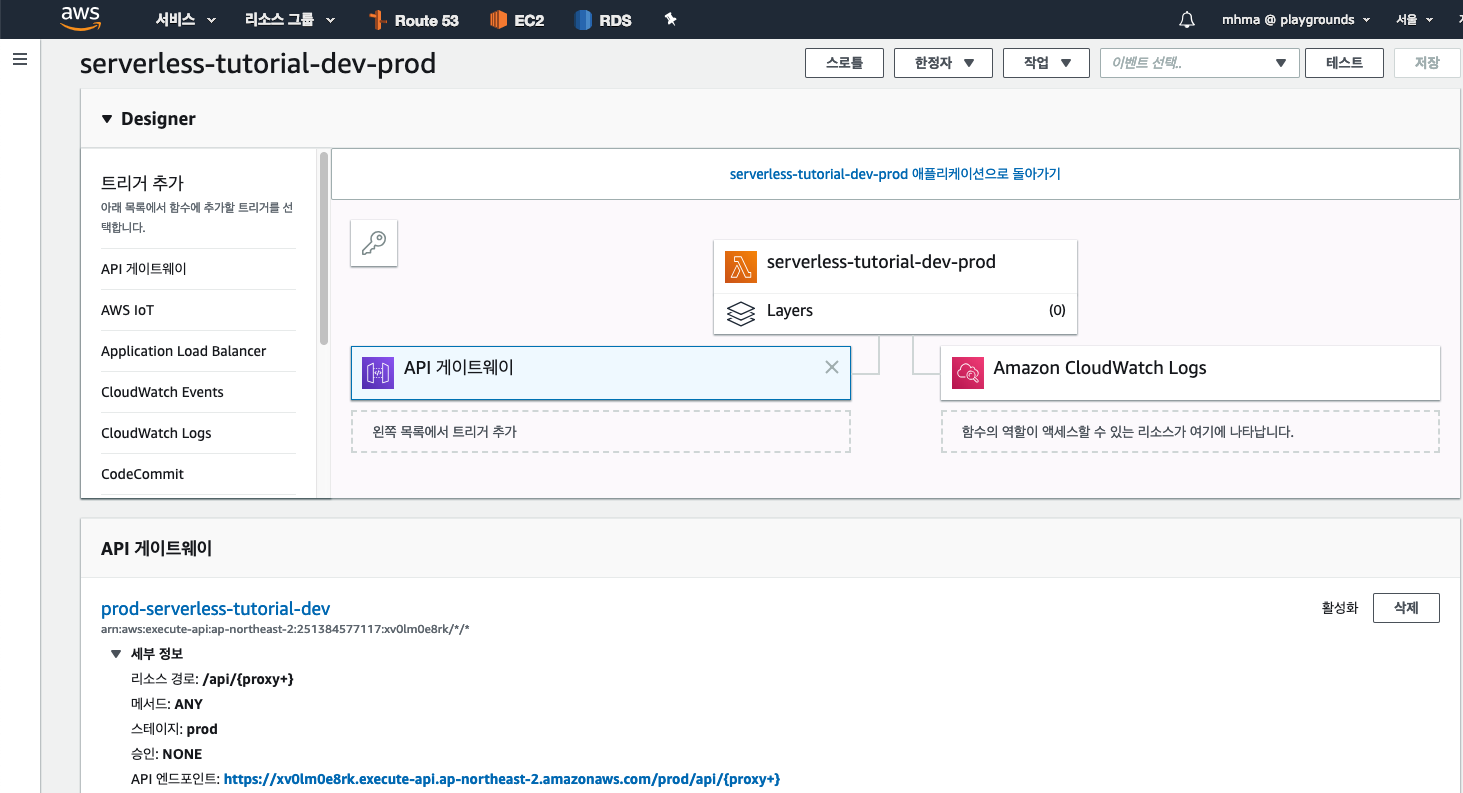 aws 서비스 리소스 그룹 Route 53 EC2 RDS mhma @ playgrounds 서울
serverless-tutorial-dev-prod 스로틀 한정자 작업 이벤트 선택.. 테스트 저장
Designer
트리거 추가
아래 목록에서 함수에 추가할 트리거를 선
택합니다.
API 게이트웨이
AWS IoT
Application Load Balancer
CloudWatch Events
CloudWatch Logs
CodeCommit
serverless-tutorial-dev-prod 애플리케이션으로 돌아가기
serverless-tutorial-dev-prod
Layers (0)
API 게이트웨이
Amazon CloudWatch Logs
왼쪽 목록에서 트리거 추가
함수의 역할이 액세스할 수 있는 리소스가 여기에 나타납니다.
API 게이트웨이
prod-serverless-tutorial-dev 활성화 삭제
arn:aws:execute-api:ap-northeast-2:251384577117:xv0lm0e8rk/*/*
세부 정보
리소스 경로: /api/{proxy+}
메서드: ANY
스테이지: prod
승인: NONE
API 엔드포인트: https://xv0lm0e8rk.execute-api.ap-northeast-2.amazonaws.com/prod/api/{proxy+}